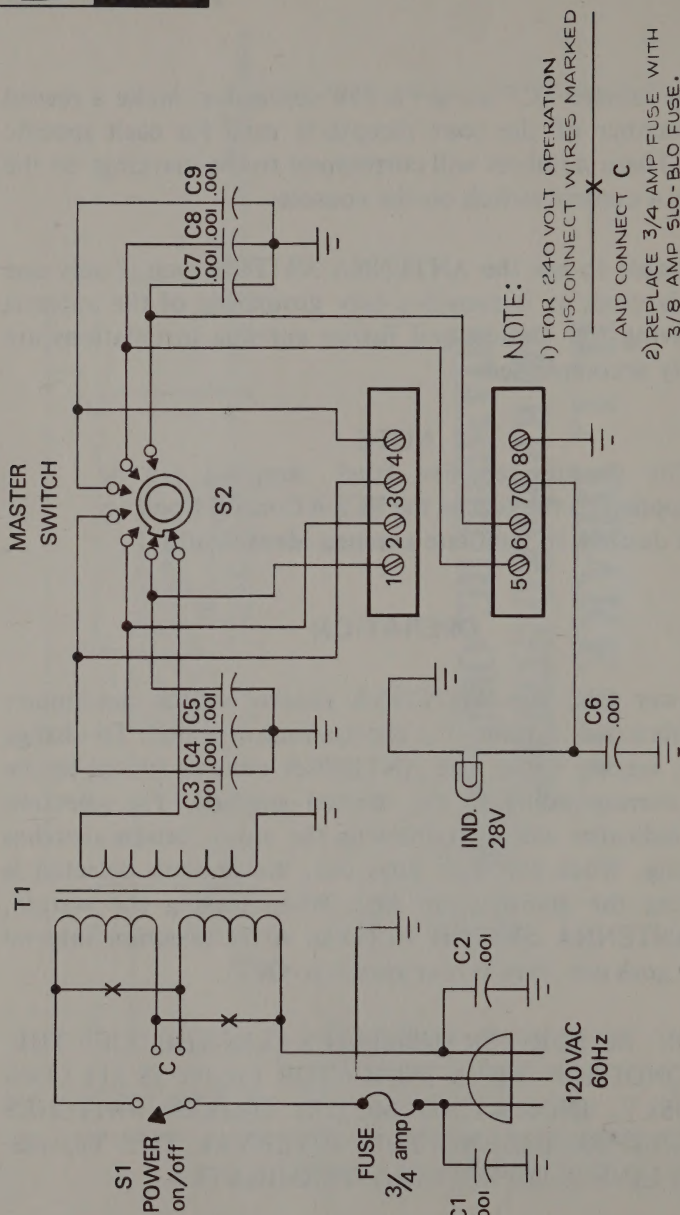 MASTER
SWITCH
S2
C7 C8 C9
.001 .001 .001
C3 C4 C5
.001 .001 .001
T1
S1
POWER
on/off
C
FUSE
3/4 amp
C1
.001
C2
.001
120VAC
60Hz
IND.
28V
C6
.001
1 2 3 4
5 6 7 8
NOTE:
1) FOR 240 VOLT OPERATION
DISCONNECT WIRES MARKED
X
AND CONNECT C
2) REPLACE 3/4 AMP FUSE WITH
3/8 AMP SLO-BLO FUSE.